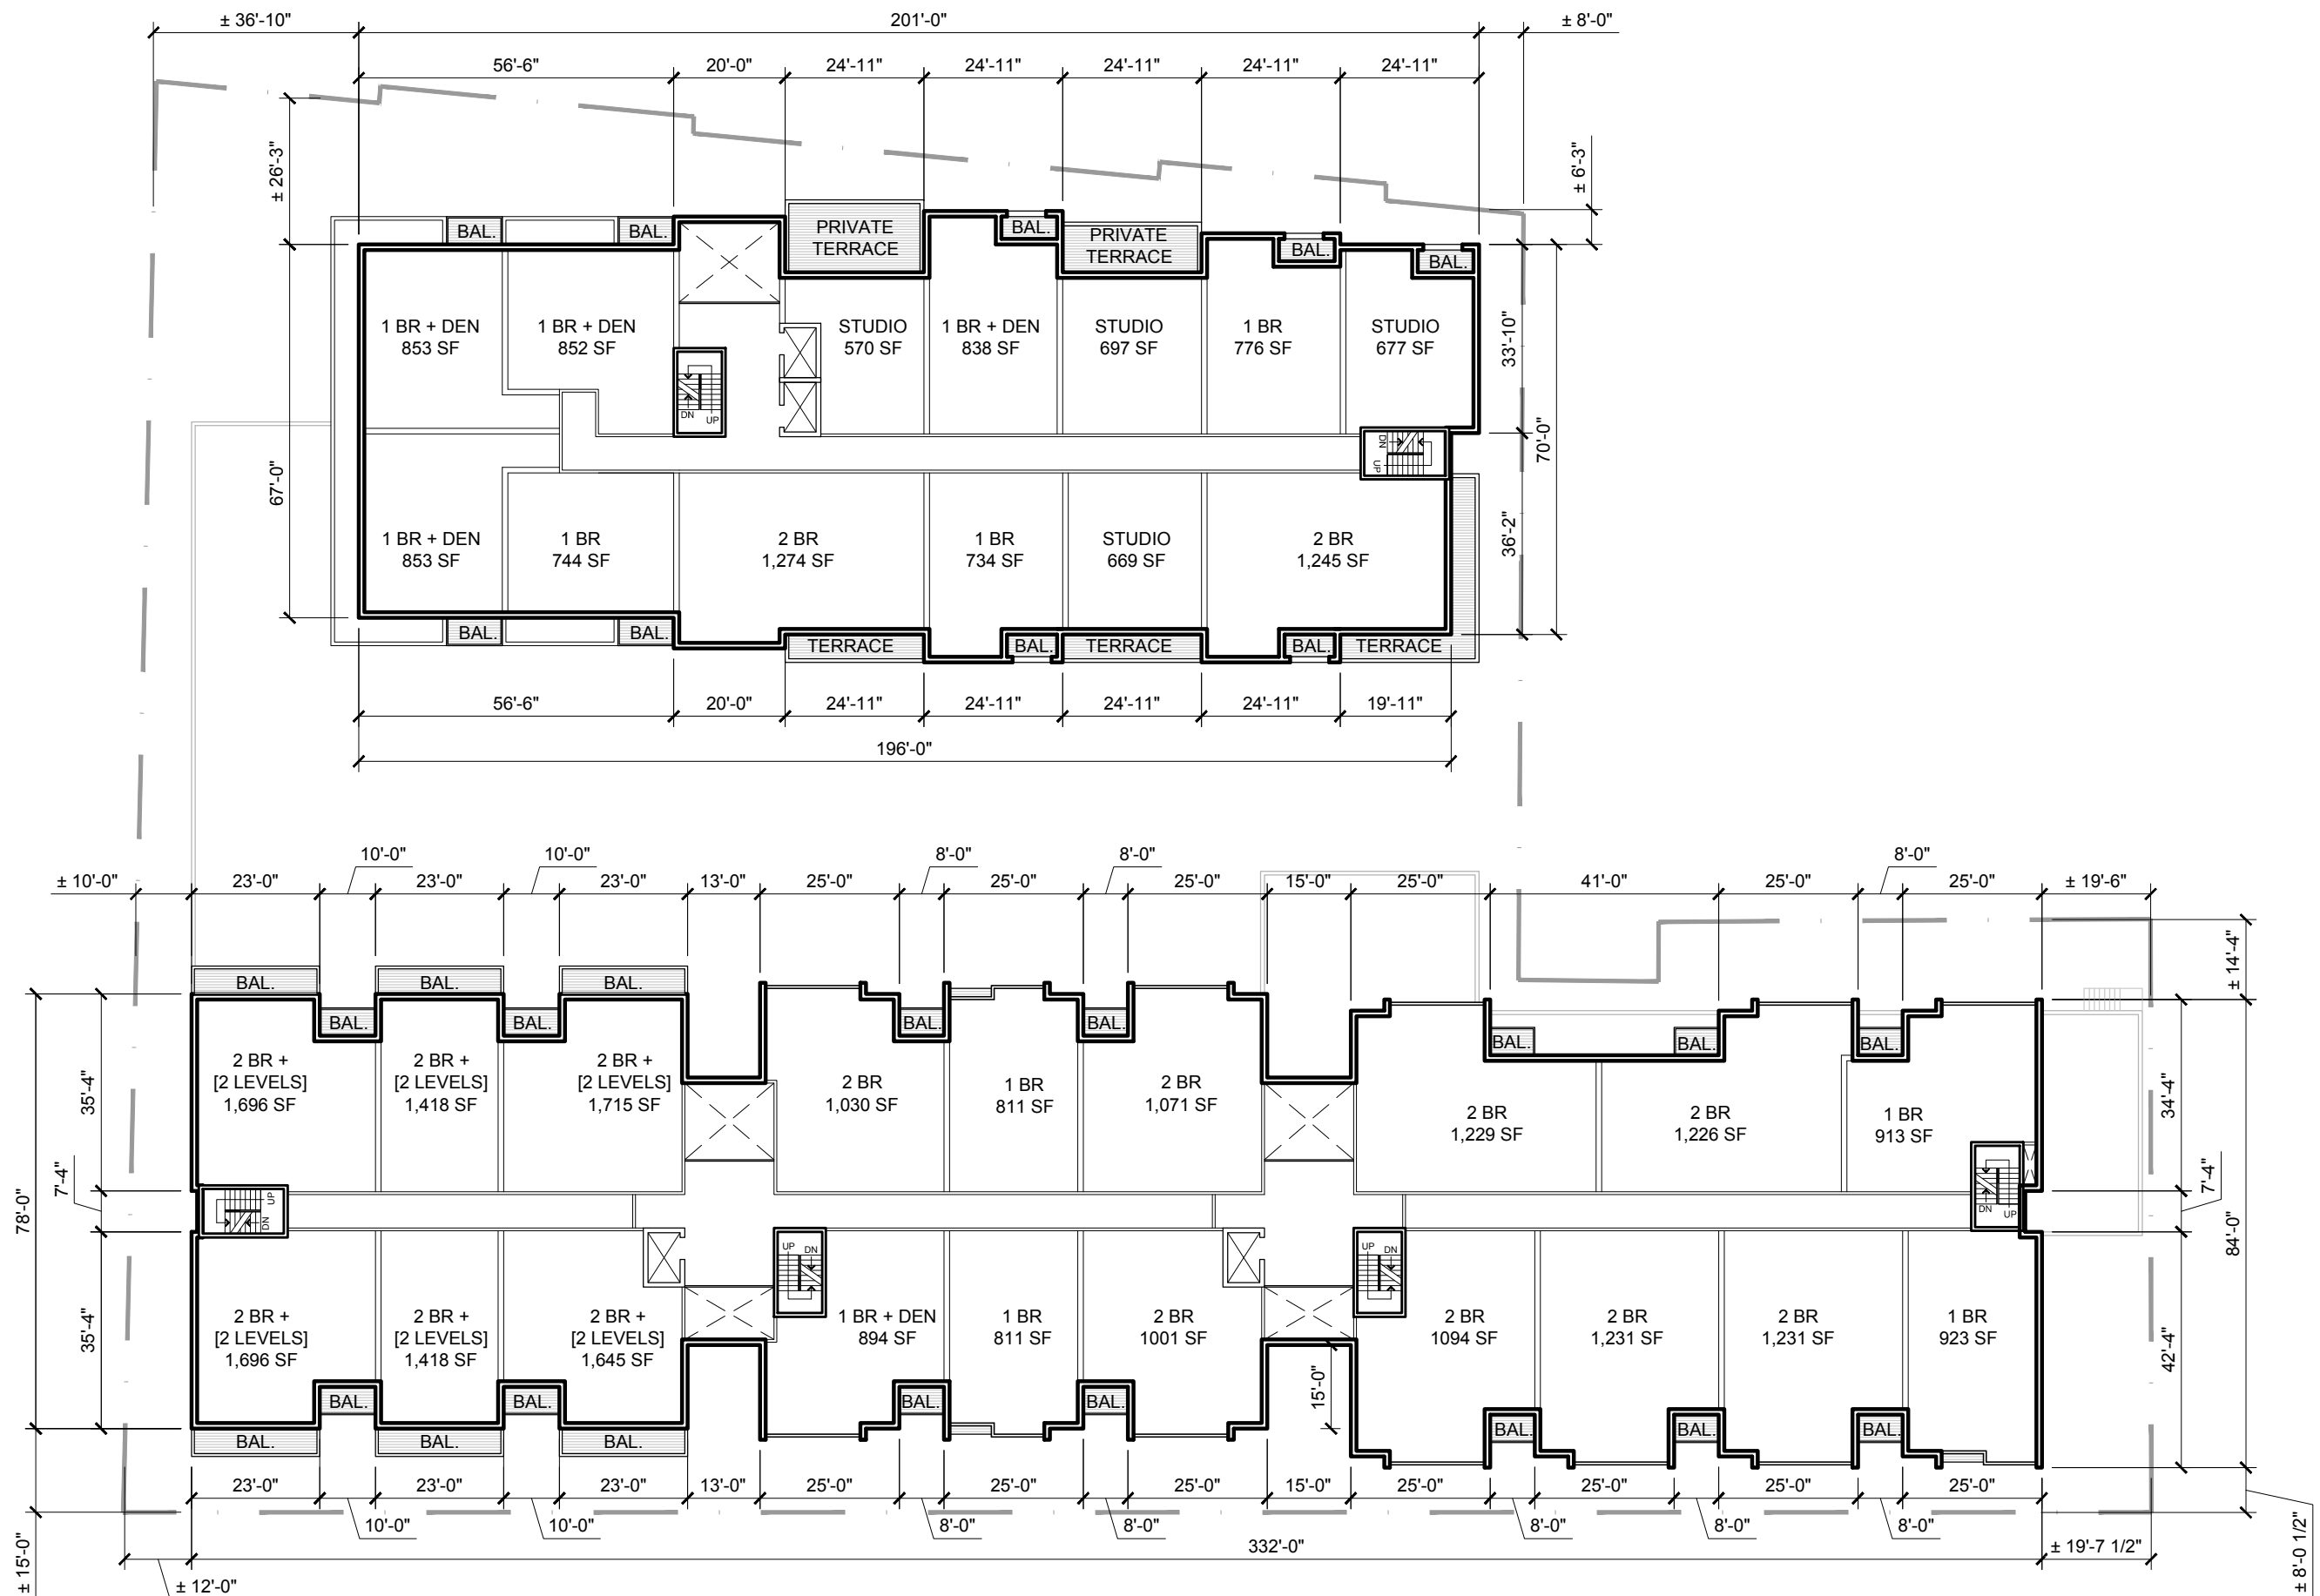 ± 36'-10"
201'-0"
± 8'-0"
56'-6"
20'-0"
24'-11"
24'-11"
24'-11"
24'-11"
24'-11"
± 26'-3"
± 6'-3"
BAL.
BAL.
PRIVATE
TERRACE
BAL.
PRIVATE
TERRACE
BAL.
BAL.
1 BR + DEN
853 SF
1 BR + DEN
852 SF
STUDIO
570 SF
1 BR + DEN
838 SF
STUDIO
697 SF
1 BR
776 SF
STUDIO
677 SF
33'-10"
DN
UP
DN
UP
70'-0"
67'-0"
36'-2"
1 BR + DEN
853 SF
1 BR
744 SF
2 BR
1,274 SF
1 BR
734 SF
STUDIO
669 SF
2 BR
1,245 SF
BAL.
BAL.
TERRACE
BAL.
TERRACE
BAL.
TERRACE
56'-6"
20'-0"
24'-11"
24'-11"
24'-11"
24'-11"
19'-11"
196'-0"
10'-0"
10'-0"
8'-0"
8'-0"
8'-0"
± 10'-0"
23'-0"
23'-0"
23'-0"
13'-0"
25'-0"
25'-0"
25'-0"
15'-0"
25'-0"
41'-0"
25'-0"
25'-0"
± 19'-6"
± 14'-4"
BAL.
BAL.
BAL.
BAL.
BAL.
BAL.
BAL.
BAL.
BAL.
BAL.
2 BR +
[2 LEVELS]
1,696 SF
2 BR +
[2 LEVELS]
1,418 SF
2 BR +
[2 LEVELS]
1,715 SF
2 BR
1,030 SF
1 BR
811 SF
2 BR
1,071 SF
2 BR
1,229 SF
2 BR
1,226 SF
1 BR
913 SF
35'-4"
34'-4"
7'-4"
7'-4"
78'-0"
84'-0"
UP
DN
DN
UP
UP
DN
UP
DN
2 BR +
[2 LEVELS]
1,696 SF
2 BR +
[2 LEVELS]
1,418 SF
2 BR +
[2 LEVELS]
1,645 SF
1 BR + DEN
894 SF
1 BR
811 SF
2 BR
1001 SF
2 BR
1094 SF
2 BR
1,231 SF
2 BR
1,231 SF
1 BR
923 SF
35'-4"
42'-4"
15'-0"
BAL.
BAL.
BAL.
BAL.
BAL.
BAL.
BAL.
BAL.
BAL.
BAL.
23'-0"
23'-0"
23'-0"
13'-0"
25'-0"
25'-0"
25'-0"
15'-0"
25'-0"
25'-0"
25'-0"
25'-0"
10'-0"
10'-0"
8'-0"
8'-0"
8'-0"
8'-0"
8'-0"
332'-0"
± 19'-7 1/2"
± 15'-0"
± 12'-0"
± 8'-0 1/2"